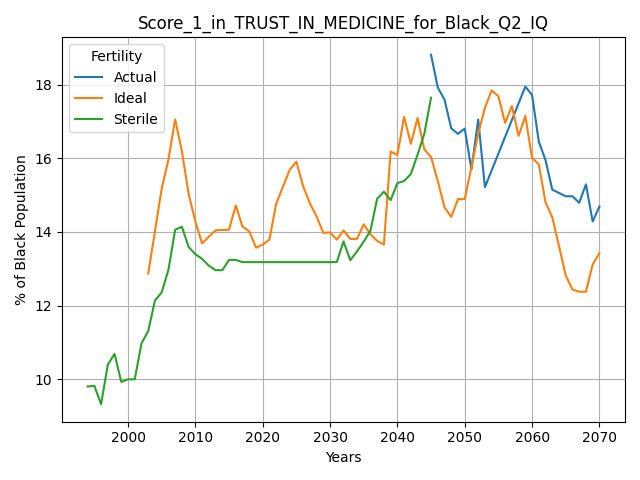 Score_1_in_TRUST_IN_MEDICINE_for_Black_Q2_IQ
Fertility
Actual
Ideal
Sterile
% of Black Population
18
16
14
12
10
2000 2010 2020 2030 2040 2050 2060 2070
Years